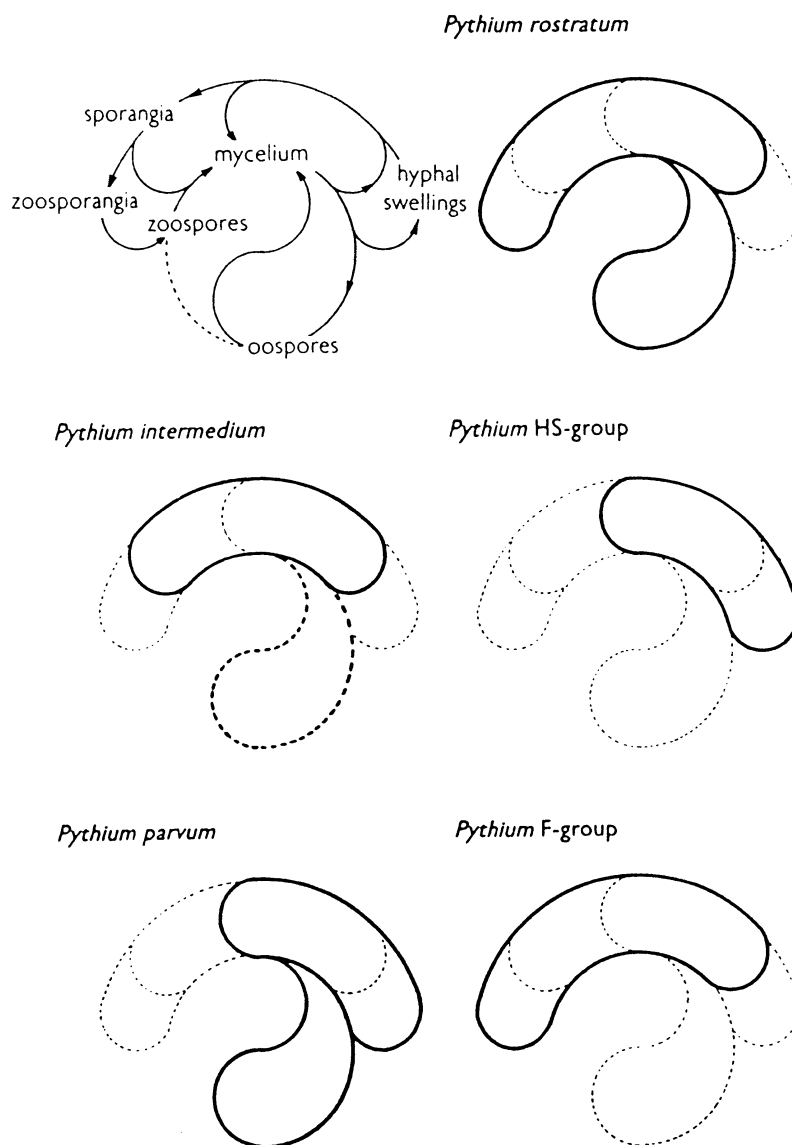 Pythium rostratum
sporangia
mycelium
hyphal
swellings
zoosporangia
zoospores
oospores
Pythium intermedium
Pythium HS-group
Pythium parvum
Pythium F-group